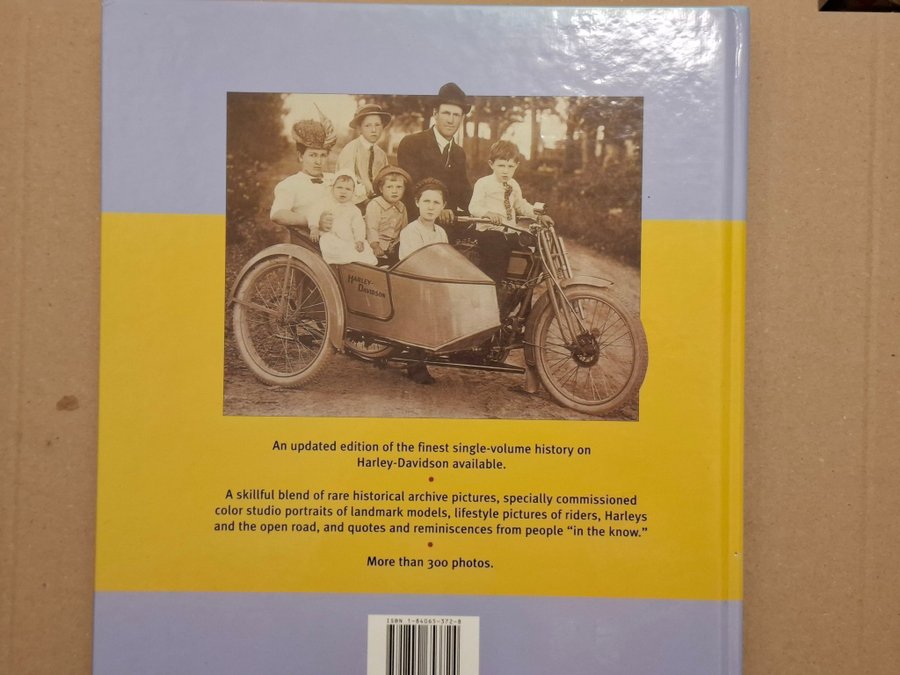 HARLEY-
DAVIDSON
An updated edition of the finest single-volume history on
Harley-Davidson available.
A skillful blend of rare historical archive pictures, specially commissioned
color studio portraits of landmark models, lifestyle pictures of riders, Harleys
and the open road, and quotes and reminiscences from people “in the know.”
More than 300 photos.
ISBN 1-84065-372-8